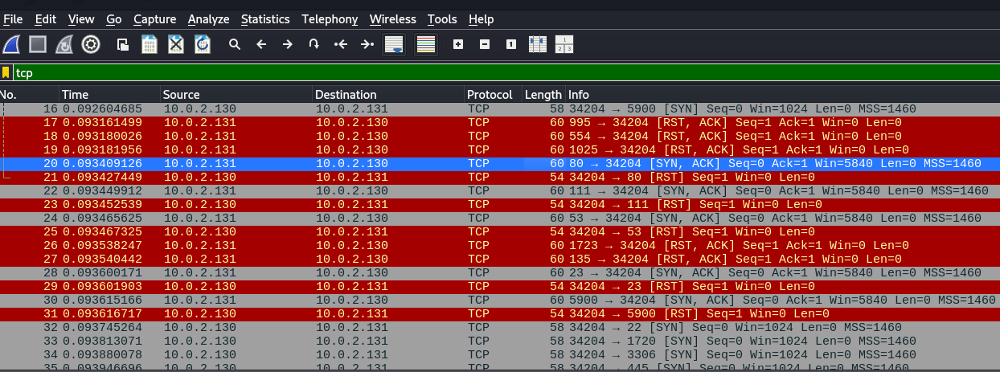 File Edit View Go Capture Analyze Statistics Telephony Wireless Tools Help
tcp
No. Time Source Destination Protocol Length Info
16 0.092604685 10.0.2.130 10.0.2.131 TCP 58 34204 → 5900 [SYN] Seq=0 Win=1024 Len=0 MSS=1460
17 0.093161499 10.0.2.131 10.0.2.130 TCP 60 995 → 34204 [RST, ACK] Seq=1 Ack=1 Win=0 Len=0
18 0.093180026 10.0.2.131 10.0.2.130 TCP 60 554 → 34204 [RST, ACK] Seq=1 Ack=1 Win=0 Len=0
19 0.093181956 10.0.2.131 10.0.2.130 TCP 60 1025 → 34204 [RST, ACK] Seq=1 Ack=1 Win=0 Len=0
20 0.093409126 10.0.2.131 10.0.2.130 TCP 60 80 → 34204 [SYN, ACK] Seq=0 Ack=1 Win=5840 Len=0 MSS=1460
21 0.093427449 10.0.2.130 10.0.2.131 TCP 54 34204 → 80 [RST] Seq=1 Win=0 Len=0
22 0.093449912 10.0.2.131 10.0.2.130 TCP 60 111 → 34204 [SYN, ACK] Seq=0 Ack=1 Win=5840 Len=0 MSS=1460
23 0.093452539 10.0.2.130 10.0.2.131 TCP 54 34204 → 111 [RST] Seq=1 Win=0 Len=0
24 0.093465625 10.0.2.131 10.0.2.130 TCP 60 53 → 34204 [SYN, ACK] Seq=0 Ack=1 Win=5840 Len=0 MSS=1460
25 0.093467325 10.0.2.130 10.0.2.131 TCP 54 34204 → 53 [RST] Seq=1 Win=0 Len=0
26 0.093538247 10.0.2.131 10.0.2.130 TCP 60 1723 → 34204 [RST, ACK] Seq=1 Ack=1 Win=0 Len=0
27 0.093540442 10.0.2.131 10.0.2.130 TCP 60 135 → 34204 [RST, ACK] Seq=1 Ack=1 Win=0 Len=0
28 0.093600171 10.0.2.131 10.0.2.130 TCP 60 23 → 34204 [SYN, ACK] Seq=0 Ack=1 Win=5840 Len=0 MSS=1460
29 0.093601903 10.0.2.130 10.0.2.131 TCP 54 34204 → 23 [RST] Seq=1 Win=0 Len=0
30 0.093615166 10.0.2.131 10.0.2.130 TCP 60 5900 → 34204 [SYN, ACK] Seq=0 Ack=1 Win=5840 Len=0 MSS=1460
31 0.093616717 10.0.2.130 10.0.2.131 TCP 54 34204 → 5900 [RST] Seq=1 Win=0 Len=0
32 0.093745264 10.0.2.130 10.0.2.131 TCP 58 34204 → 22 [SYN] Seq=0 Win=1024 Len=0 MSS=1460
33 0.093813071 10.0.2.130 10.0.2.131 TCP 58 34204 → 1720 [SYN] Seq=0 Win=1024 Len=0 MSS=1460
34 0.093880078 10.0.2.130 10.0.2.131 TCP 58 34204 → 3306 [SYN] Seq=0 Win=1024 Len=0 MSS=1460
35 0.093946696 10.0.2.130 10.0.2.131 TCP 58 34204 → 445 [SYN] Seq=0 Win=1024 Len=0 MSS=1460